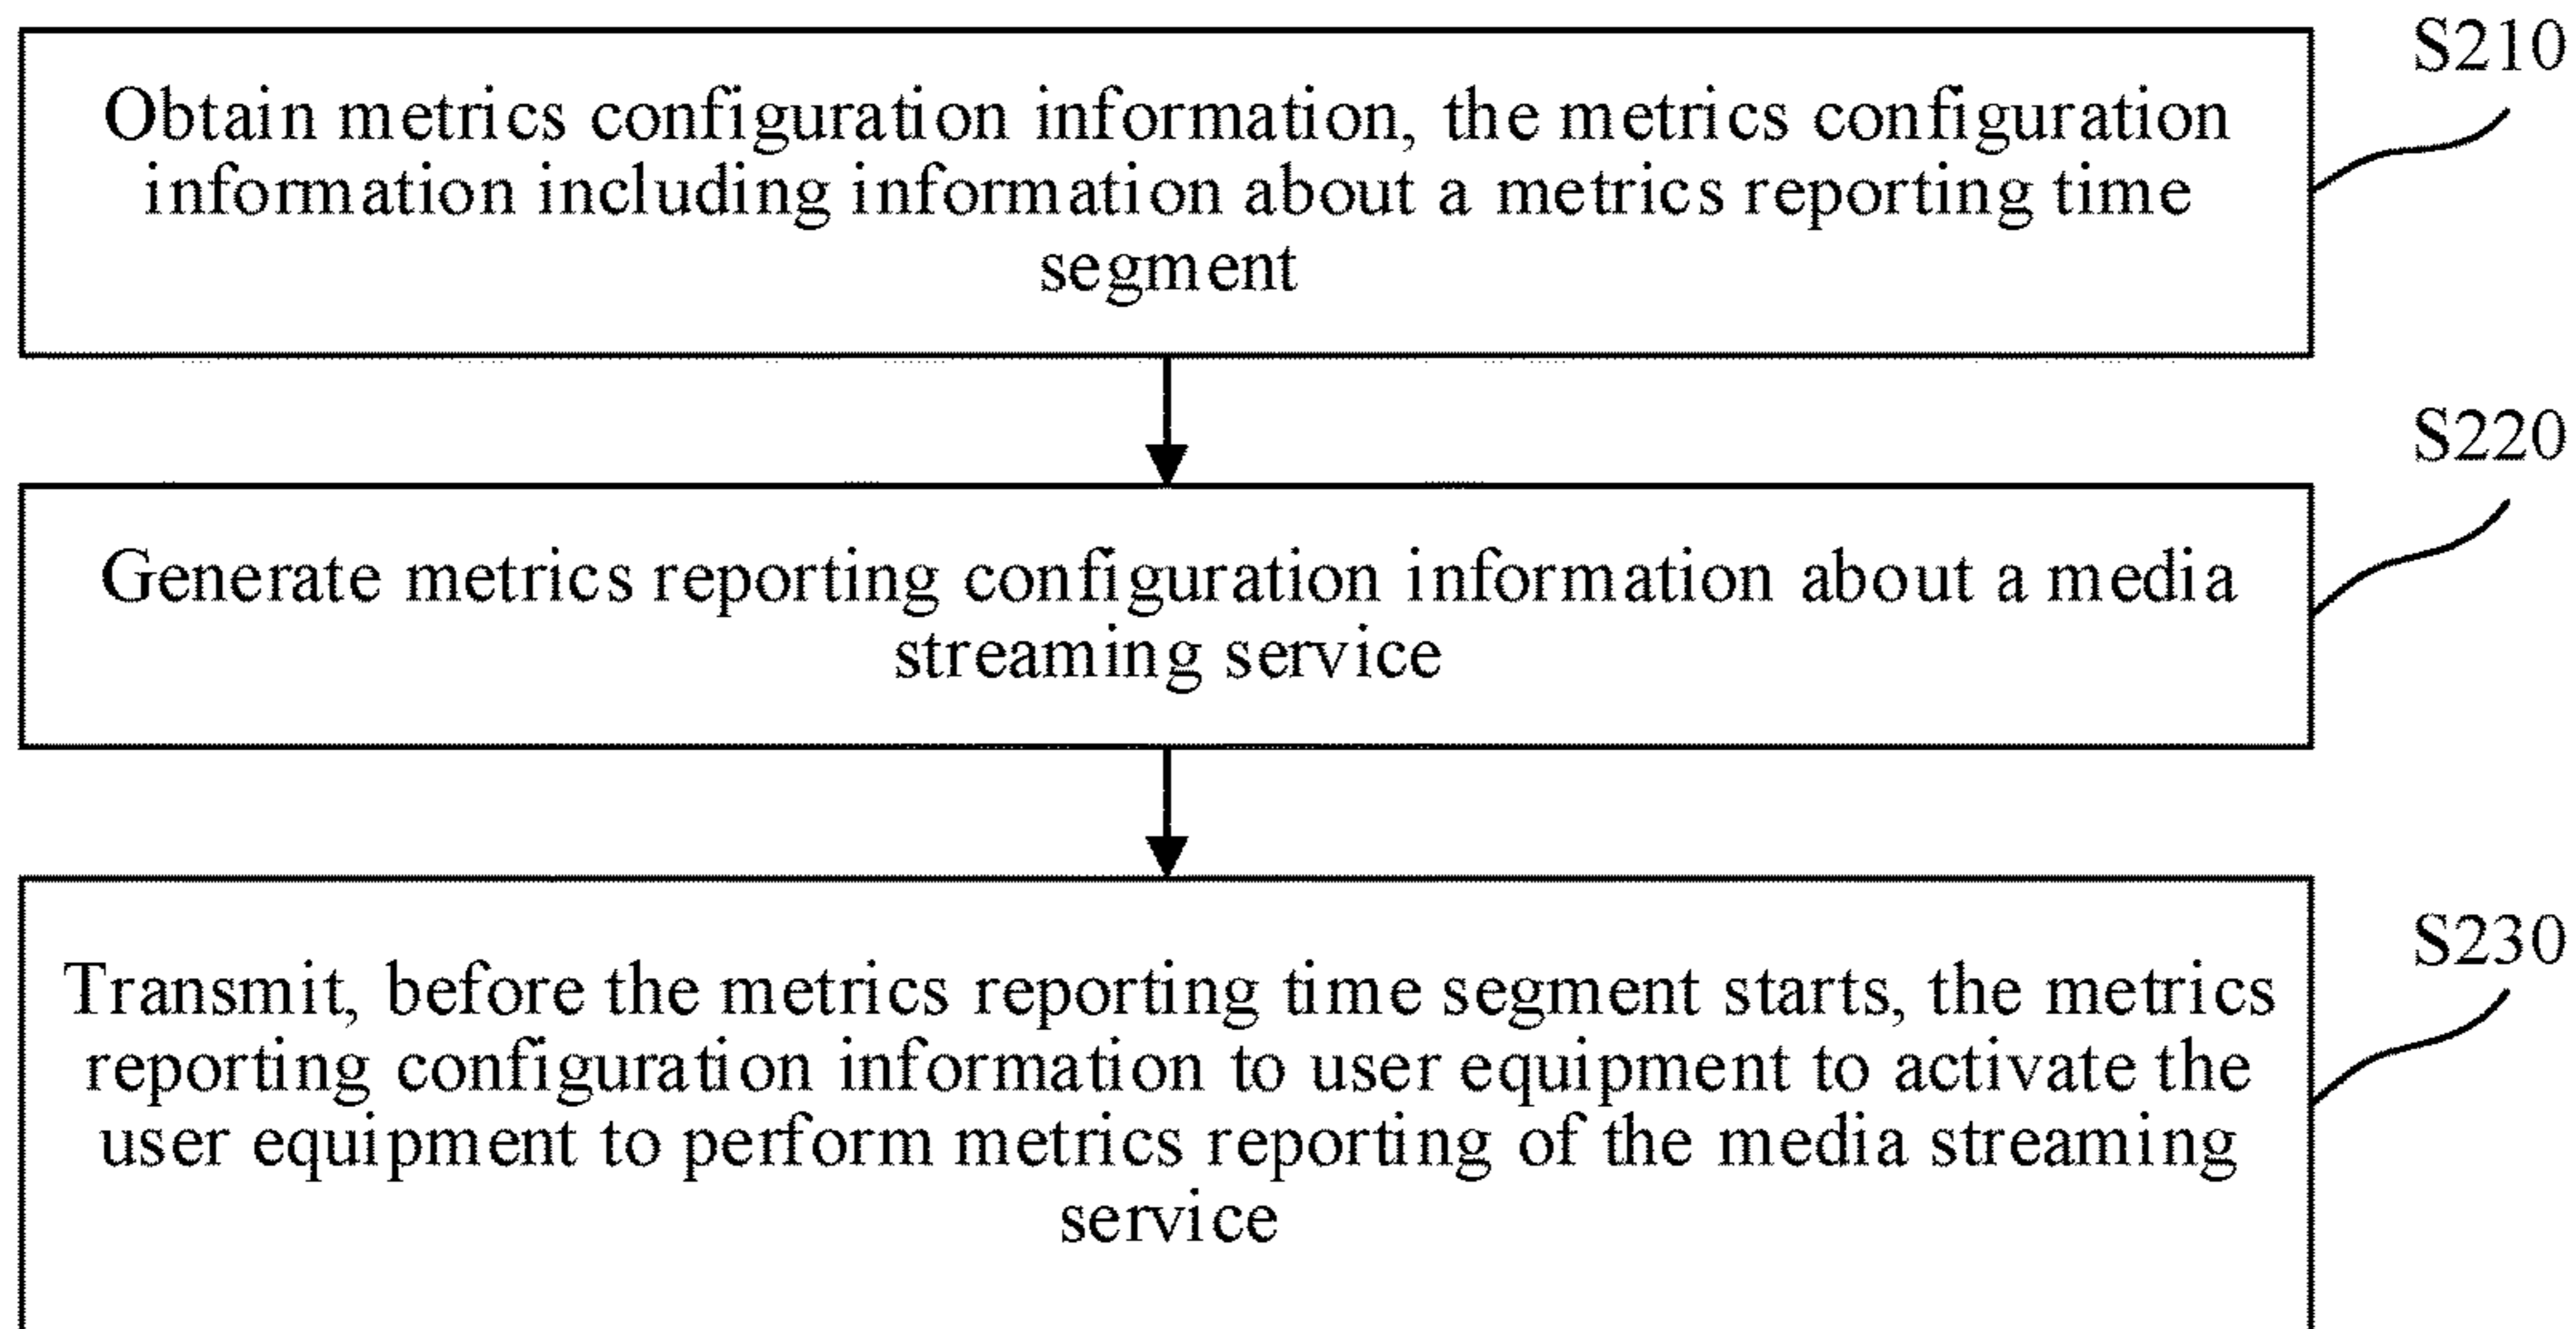 S210
Obtain metrics configuration information, the metrics configuration
information including information about a metrics reporting time
segment
S220
Generate metrics reporting configuration information about a media
streaming service
S230
Transmit, before the metrics reporting time segment starts, the metrics
reporting configuration information to user equipment to activate the
user equipment to perform metrics reporting of the media streaming
service